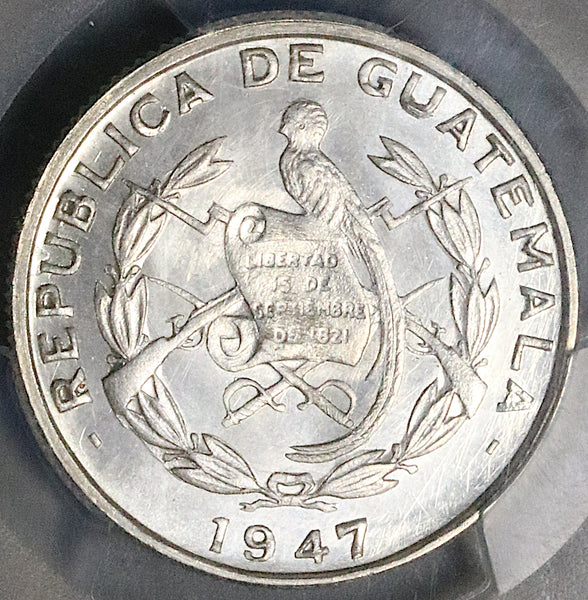 - REPUBLICA DE GUATEMALA -
LIBERTAD
15 DE
SEPTIEMBRE
DE 1821
1947